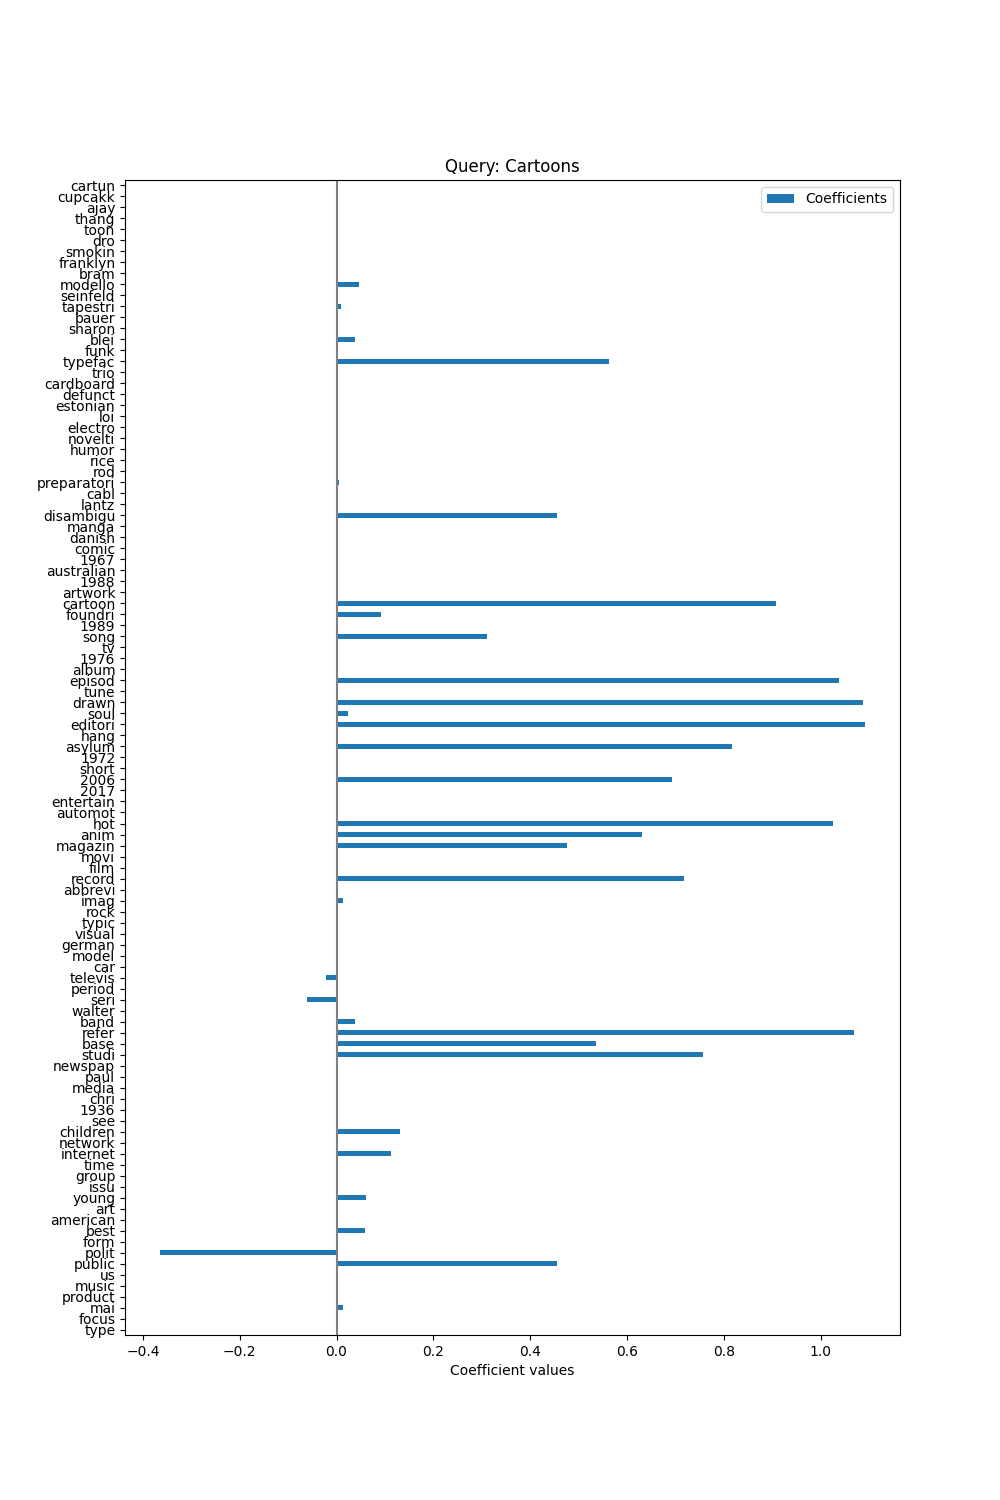 Query: Cartoons
Coefficients
cartun
cupcakk
ajay
thang
toon
dro
smokin
franklyn
bram
modello
seinfeld
tapestri
bauer
sharon
blei
funk
typefac
trio
cardboard
defunct
estonian
loi
electro
novelti
humor
rice
rod
preparatori
cabl
lantz
disambigu
manga
danish
comic
1967
australian
1988
artwork
cartoon
foundri
1989
song
tv
1976
album
episod
tune
drawn
soul
editori
hang
asylum
1972
short
2006
2017
entertain
automot
hot
anim
magazin
movi
film
record
abbrevi
imag
rock
typic
visual
german
model
car
televis
period
seri
walter
band
refer
base
studi
newspap
paul
media
chri
1936
see
children
network
internet
time
group
issu
young
art
american
best
form
polit
public
us
music
product
mai
focus
type
−0.4 −0.2 0.0 0.2 0.4 0.6 0.8 1.0
Coefficient values